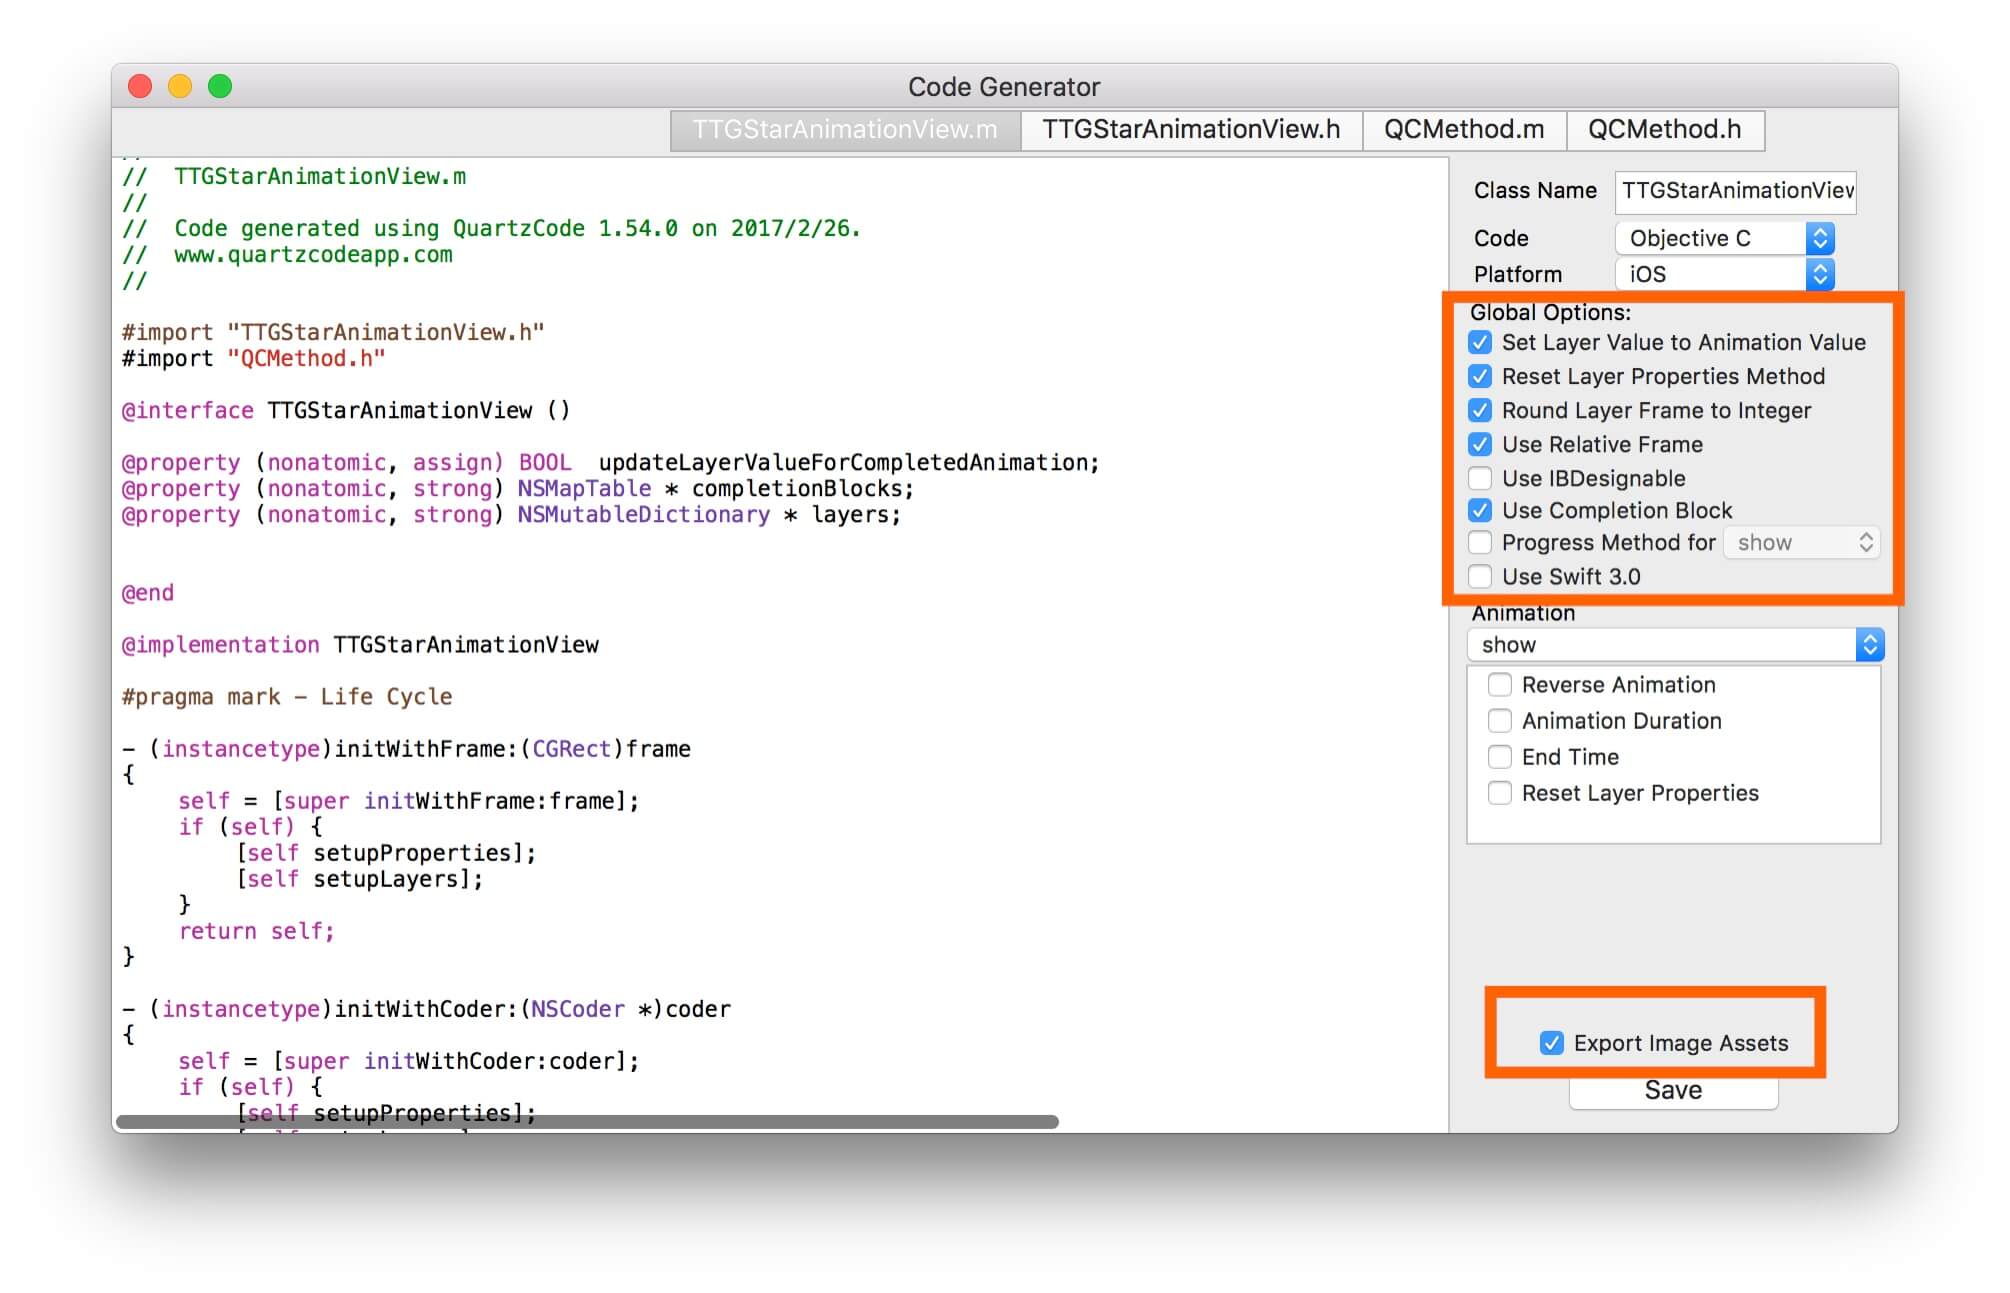 Code Generator
TTGStarAnimationView.m
TTGStarAnimationView.h
QCMethod.m
QCMethod.h
//  TTGStarAnimationView.m
//
//  Code generated using QuartzCode 1.54.0 on 2017/2/26.
//  www.quartzcodeapp.com
//
#import "TTGStarAnimationView.h"
#import "QCMethod.h"
@interface TTGStarAnimationView ()
@property (nonatomic, assign) BOOL  updateLayerValueForCompletedAnimation;
@property (nonatomic, strong) NSMapTable * completionBlocks;
@property (nonatomic, strong) NSMutableDictionary * layers;
@end
@implementation TTGStarAnimationView
#pragma mark - Life Cycle
- (instancetype)initWithFrame:(CGRect)frame
{
self = [super initWithFrame:frame];
if (self) {
[self setupProperties];
[self setupLayers];
}
return self;
}
- (instancetype)initWithCoder:(NSCoder *)coder
{
self = [super initWithCoder:coder];
if (self) {
[self setupProperties];
Class Name
TTGStarAnimationView
Code
Objective C
Platform
iOS
Global Options:
Set Layer Value to Animation Value
Reset Layer Properties Method
Round Layer Frame to Integer
Use Relative Frame
Use IBDesignable
Use Completion Block
Progress Method for show
Use Swift 3.0
Animation
show
Reverse Animation
Animation Duration
End Time
Reset Layer Properties
Export Image Assets
Save